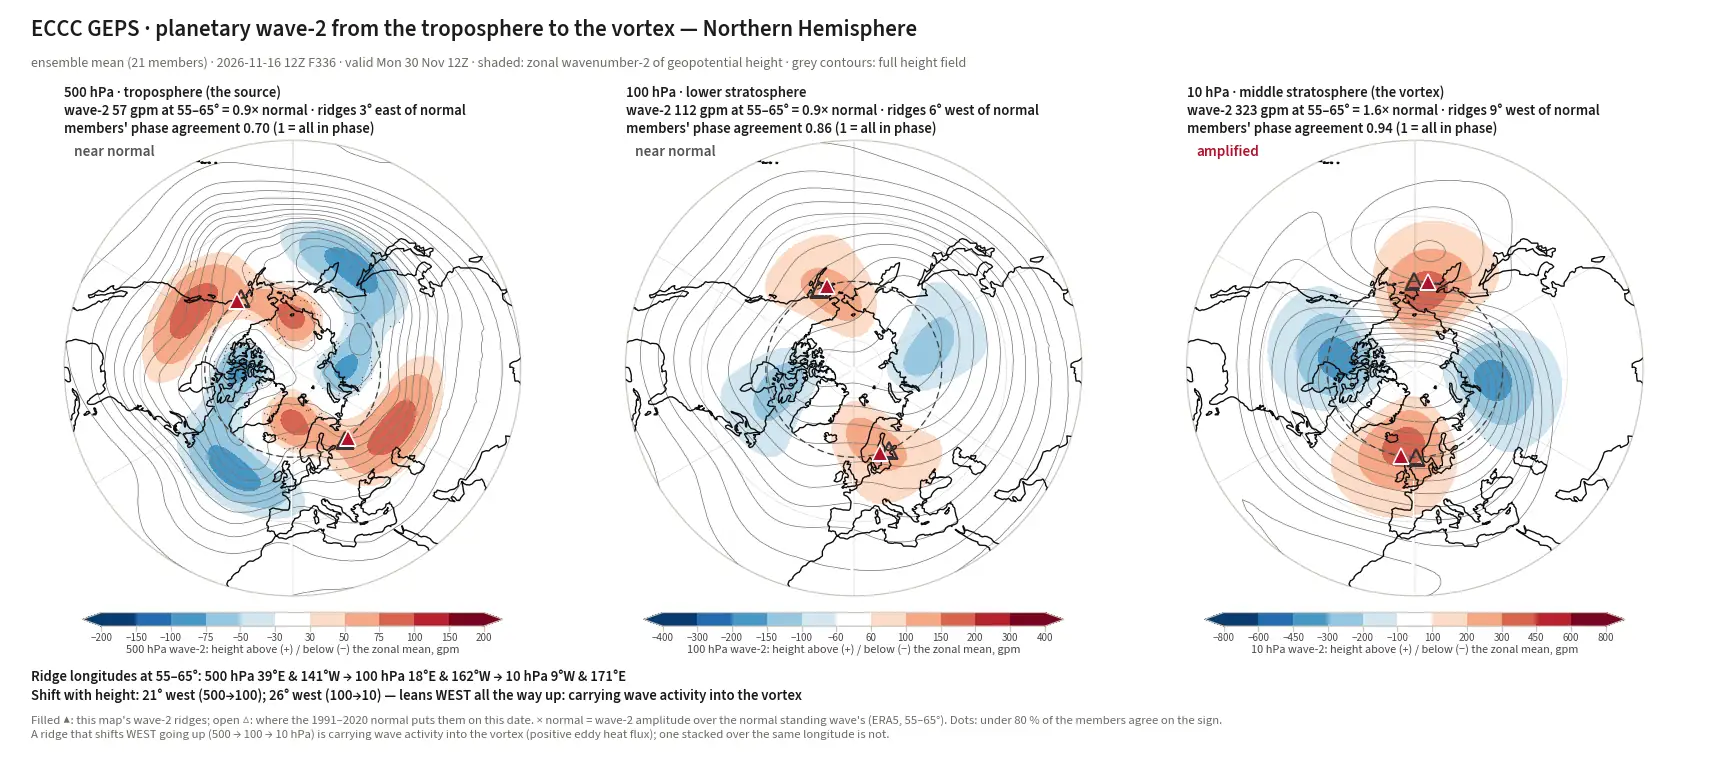 ECCC GEPS · planetary wave-2 from the troposphere to the vortex — Northern Hemisphere
ensemble mean (21 members) · 2026-11-16 12Z F336 · valid Mon 30 Nov 12Z · shaded: zonal wavenumber-2 of geopotential height · grey contours: full height field
500 hPa · troposphere (the source)
wave-2 57 gpm at 55–65° = 0.9× normal · ridges 3° east of normal
members' phase agreement 0.70 (1 = all in phase)
near normal
100 hPa · lower stratosphere
wave-2 112 gpm at 55–65° = 0.9× normal · ridges 6° west of normal
members' phase agreement 0.86 (1 = all in phase)
near normal
10 hPa · middle stratosphere (the vortex)
wave-2 323 gpm at 55–65° = 1.6× normal · ridges 9° west of normal
members' phase agreement 0.94 (1 = all in phase)
amplified
−200 −150 −100 −75 −50 −30 30 50 75 100 150 200
500 hPa wave-2: height above (+) / below (−) the zonal mean, gpm
−400 −300 −200 −150 −100 −60 60 100 150 200 300 400
100 hPa wave-2: height above (+) / below (−) the zonal mean, gpm
−800 −600 −450 −300 −200 −100 100 200 300 450 600 800
10 hPa wave-2: height above (+) / below (−) the zonal mean, gpm
Ridge longitudes at 55–65°: 500 hPa 39°E & 141°W → 100 hPa 18°E & 162°W → 10 hPa 9°W & 171°E
Shift with height: 21° west (500→100); 26° west (100→10) — leans WEST all the way up: carrying wave activity into the vortex
Filled ▲: this map's wave-2 ridges; open △: where the 1991–2020 normal puts them on this date. × normal = wave-2 amplitude over the normal standing wave's (ERA5, 55–65°). Dots: under 80 % of the members agree on the sign.
A ridge that shifts WEST going up (500 → 100 → 10 hPa) is carrying wave activity into the vortex (positive eddy heat flux); one stacked over the same longitude is not.